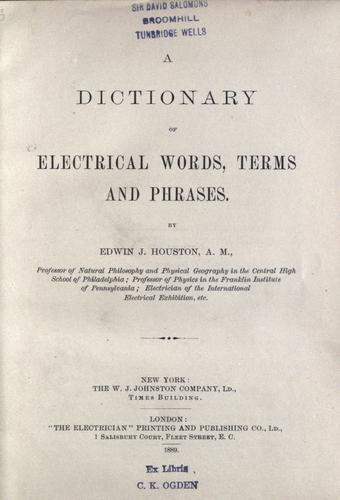 SIR DAVID SALOMONS
BROOMHILL
TUNBRIDGE WELLS
A
DICTIONARY
OF
ELECTRICAL WORDS, TERMS
AND PHRASES.
BY
EDWIN J. HOUSTON, A. M.,
Professor of Natural Philosophy and Physical Geography in the Central High
School of Philadelphia; Professor of Physics in the Franklin Institute
of Pennsylvania; Electrician of the International
Electrical Exhibition, etc.
NEW YORK:
THE W. J. JOHNSTON COMPANY, LD.,
TIMES BUILDING.
LONDON:
"THE ELECTRICIAN" PRINTING AND PUBLISHING CO., LD.,
1 SALISBURY COURT, FLEET STREET, E. C.
1889.
Ex Libris
C. K. OGDEN